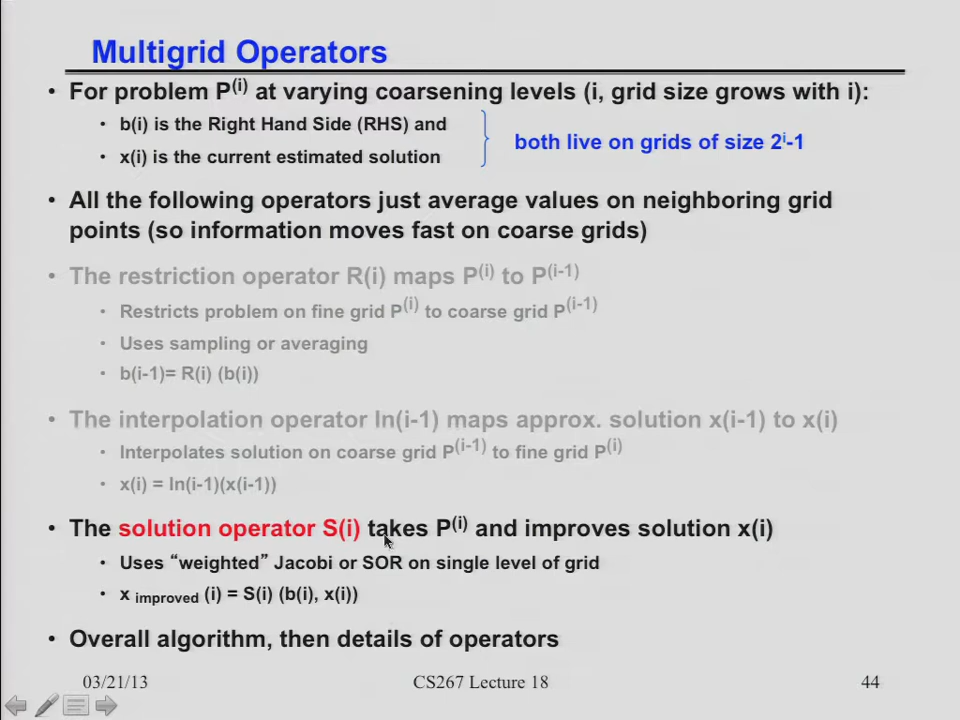 Multigrid Operators
• For problem P(i) at varying coarsening levels (i, grid size grows with i):
• b(i) is the Right Hand Side (RHS) and
• x(i) is the current estimated solution
both live on grids of size 2i-1
• All the following operators just average values on neighboring grid
points (so information moves fast on coarse grids)
• The restriction operator R(i) maps P(i) to P(i-1)
• Restricts problem on fine grid P(i) to coarse grid P(i-1)
• Uses sampling or averaging
• b(i-1)= R(i) (b(i))
• The interpolation operator In(i-1) maps approx. solution x(i-1) to x(i)
• Interpolates solution on coarse grid P(i-1) to fine grid P(i)
• x(i) = In(i-1)(x(i-1))
• The solution operator S(i) takes P(i) and improves solution x(i)
• Uses “weighted” Jacobi or SOR on single level of grid
• x improved (i) = S(i) (b(i), x(i))
• Overall algorithm, then details of operators
03/21/13 CS267 Lecture 18 44